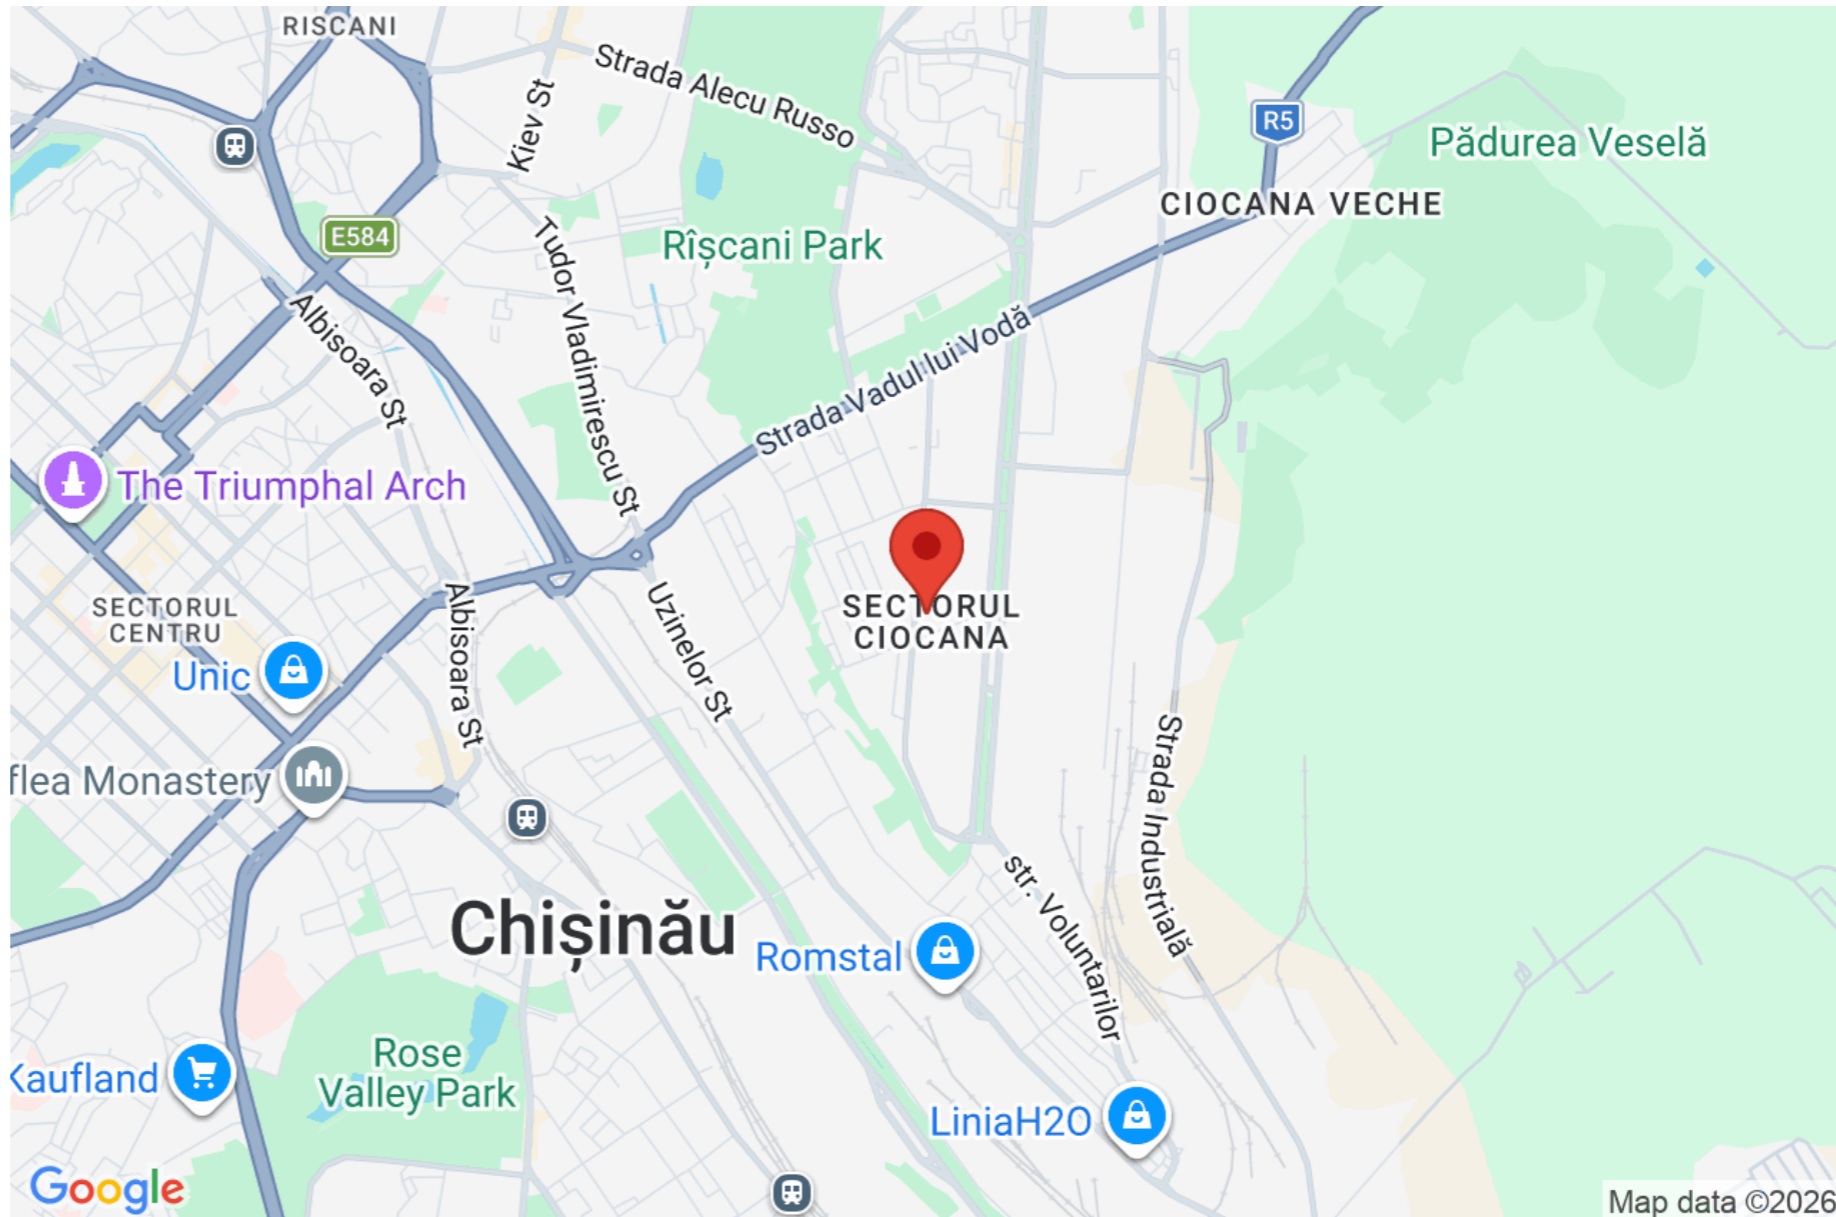 RISCANI
Strada Alecu Russo
Kiev St
R5
Pădurea Veselă
CIOCANA VECHE
E584
Rîșcani Park
Tudor Vladimirescu St
Albisoara St
Strada Vadul lui Vodă
The Triumphal Arch
SECTORUL
CENTRU
Unic
Albisoara St
Uzinelor St
SECTORUL
CIOCANA
Strada Industrială
flea Monastery
str. Voluntarilor
Chișinău
Romstal
Rose
Valley Park
Kaufland
LiniaH2O
Google
Map data ©2026